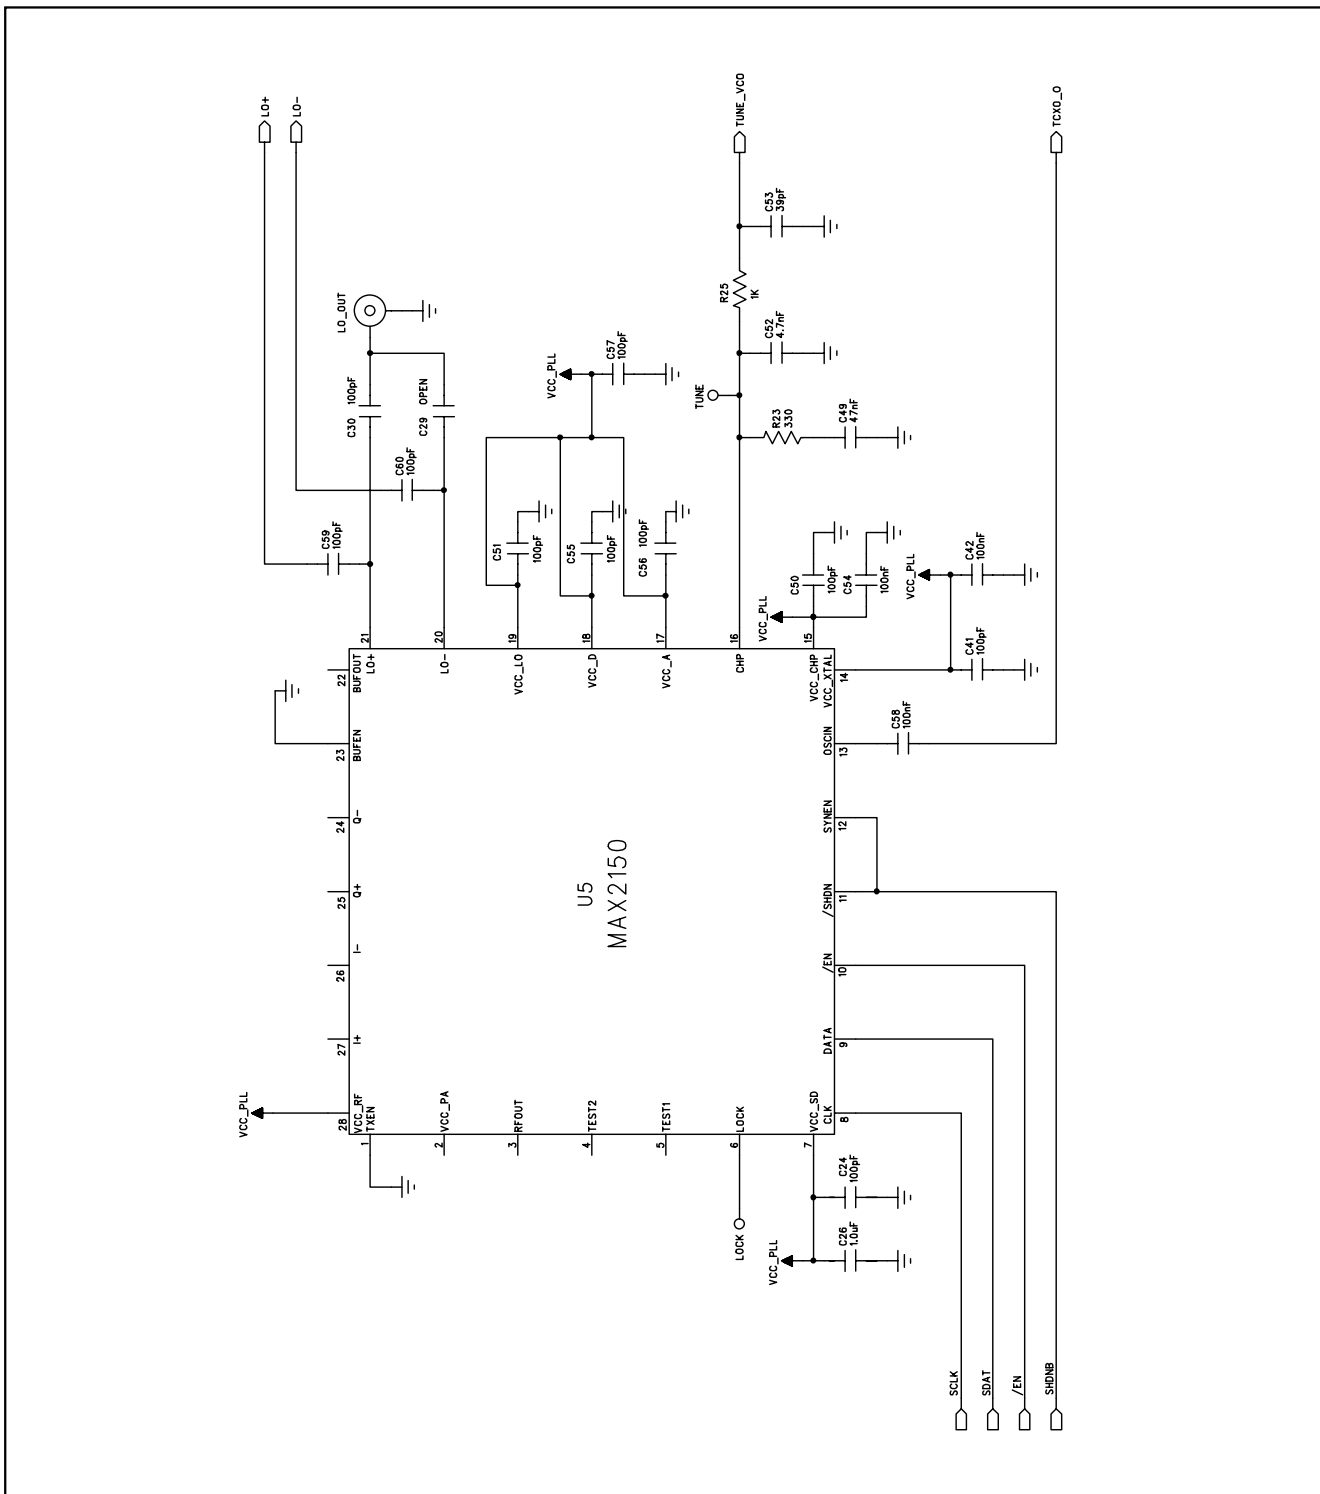 LO+
LO-
TUNE_VCO
TCXO_O
C53
39pF
R25
1K
C52
4.7nF
TUNE
R23
330
C49
47nF
LO_OUT
100pF
C30
OPEN
C29
C60
100pF
C59
100pF
VCC_PLL
C57
100pF
C51
100pF
C55
100pF
C56
100pF
VCC_PLL
C50
100pF
C54
100nF
VCC_PLL
C42
100nF
C41
100pF
C58
100nF
21
LO+
20
LO-
19
VCC_LO
18
VCC_D
17
VCC_A
16
CHP
15
VCC_CHP
VCC_XTAL
14
OSCIN
13
SYNEN
12
/SHDN
11
/EN
10
DATA
9
CLK
8
22
BUFOUT
23
BUFEN
24
Q-
25
Q+
26
I-
27
I+
28
VCC_RF
U5
MAX2150
VCC_PLL
1
TXEN
2
VCC_PA
3
RFOUT
4
TEST2
5
TEST1
6
LOCK
7
VCC_SD
LOCK
VCC_PLL
C24
100pF
C26
1.0uF
SCLK
SDAT
/EN
SHDNB